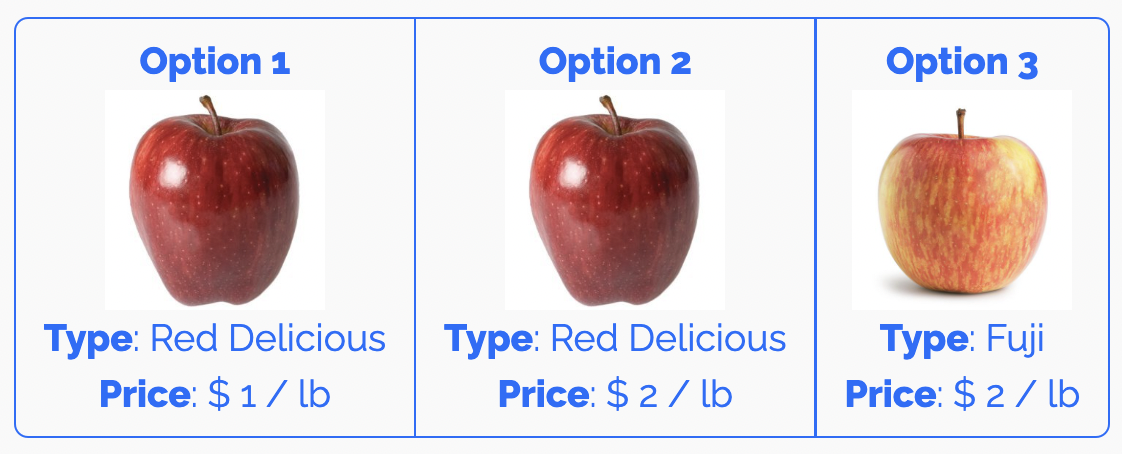 Option 1
Type: Red Delicious
Price: $ 1 / lb
Option 2
Type: Red Delicious
Price: $ 2 / lb
Option 3
Type: Fuji
Price: $ 2 / lb